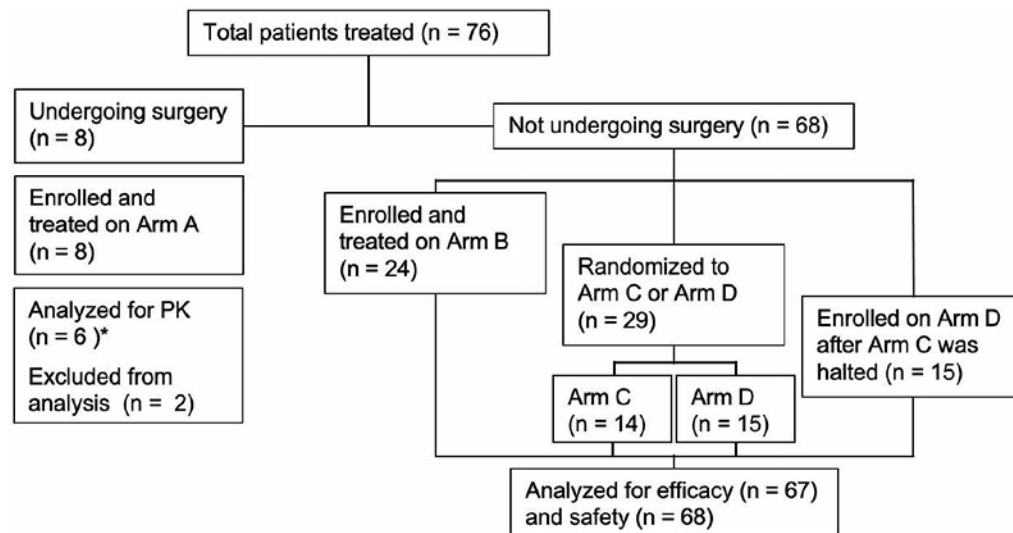 Total patients treated (n = 76)
Undergoing surgery
(n = 8)
Not undergoing surgery (n = 68)
Enrolled and
treated on Arm A
(n = 8)
Enrolled and
treated on Arm B
(n = 24)
Randomized to
Arm C or Arm D
(n = 29)
Enrolled on Arm D
after Arm C was
halted (n = 15)
Analyzed for PK
(n = 6 )*
Excluded from
analysis (n = 2)
Arm C
(n = 14)
Arm D
(n = 15)
Analyzed for efficacy (n = 67)
and safety (n = 68)